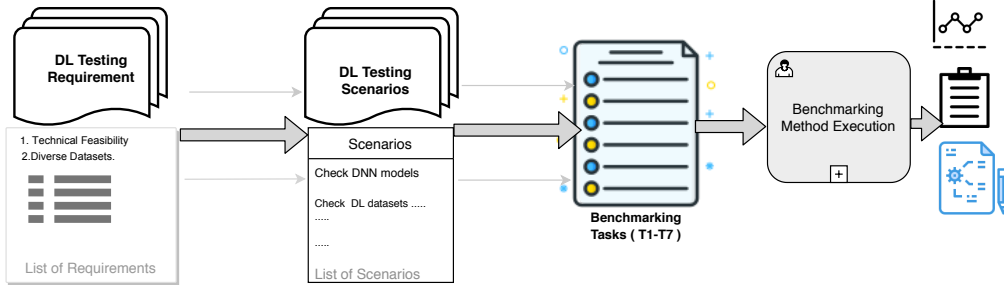 DL Testing
Requirement
1. Technical Feasibility
2.Diverse Datasets.
List of Requirements
DL Testing
Scenarios
Scenarios
Check DNN models
Check DL datasets .....
.....
.....
List of Scenarios
Benchmarking
Tasks ( T1-T7 )
Benchmarking
Method Execution
+